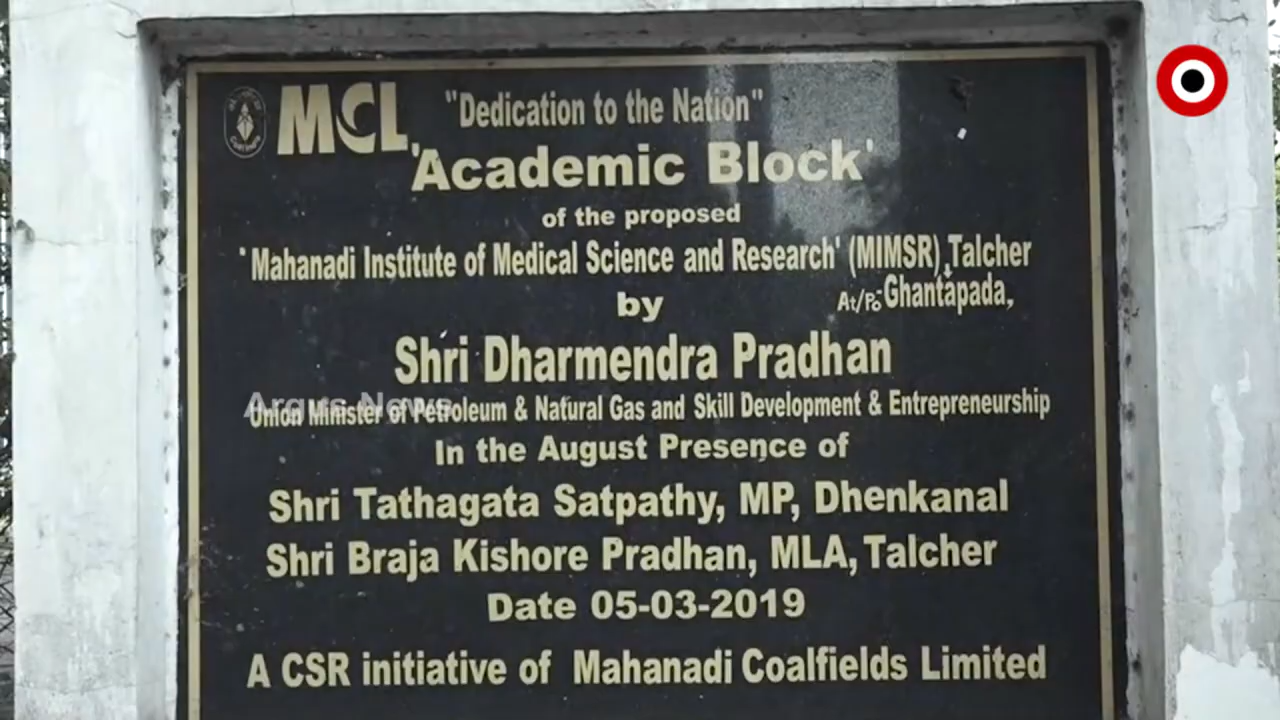 MCL "Dedication to the Nation"
'Academic Block'
of the proposed
'Mahanadi Institute of Medical Science and Research' (MIMSR), Talcher
by At/Po-Ghantapada,
Shri Dharmendra Pradhan
Argus News
Union Minister of Petroleum & Natural Gas and Skill Development & Entrepreneurship
In the August Presence of
Shri Tathagata Satpathy, MP, Dhenkanal
Shri Braja Kishore Pradhan, MLA, Talcher
Date 05-03-2019
A CSR initiative of Mahanadi Coalfields Limited